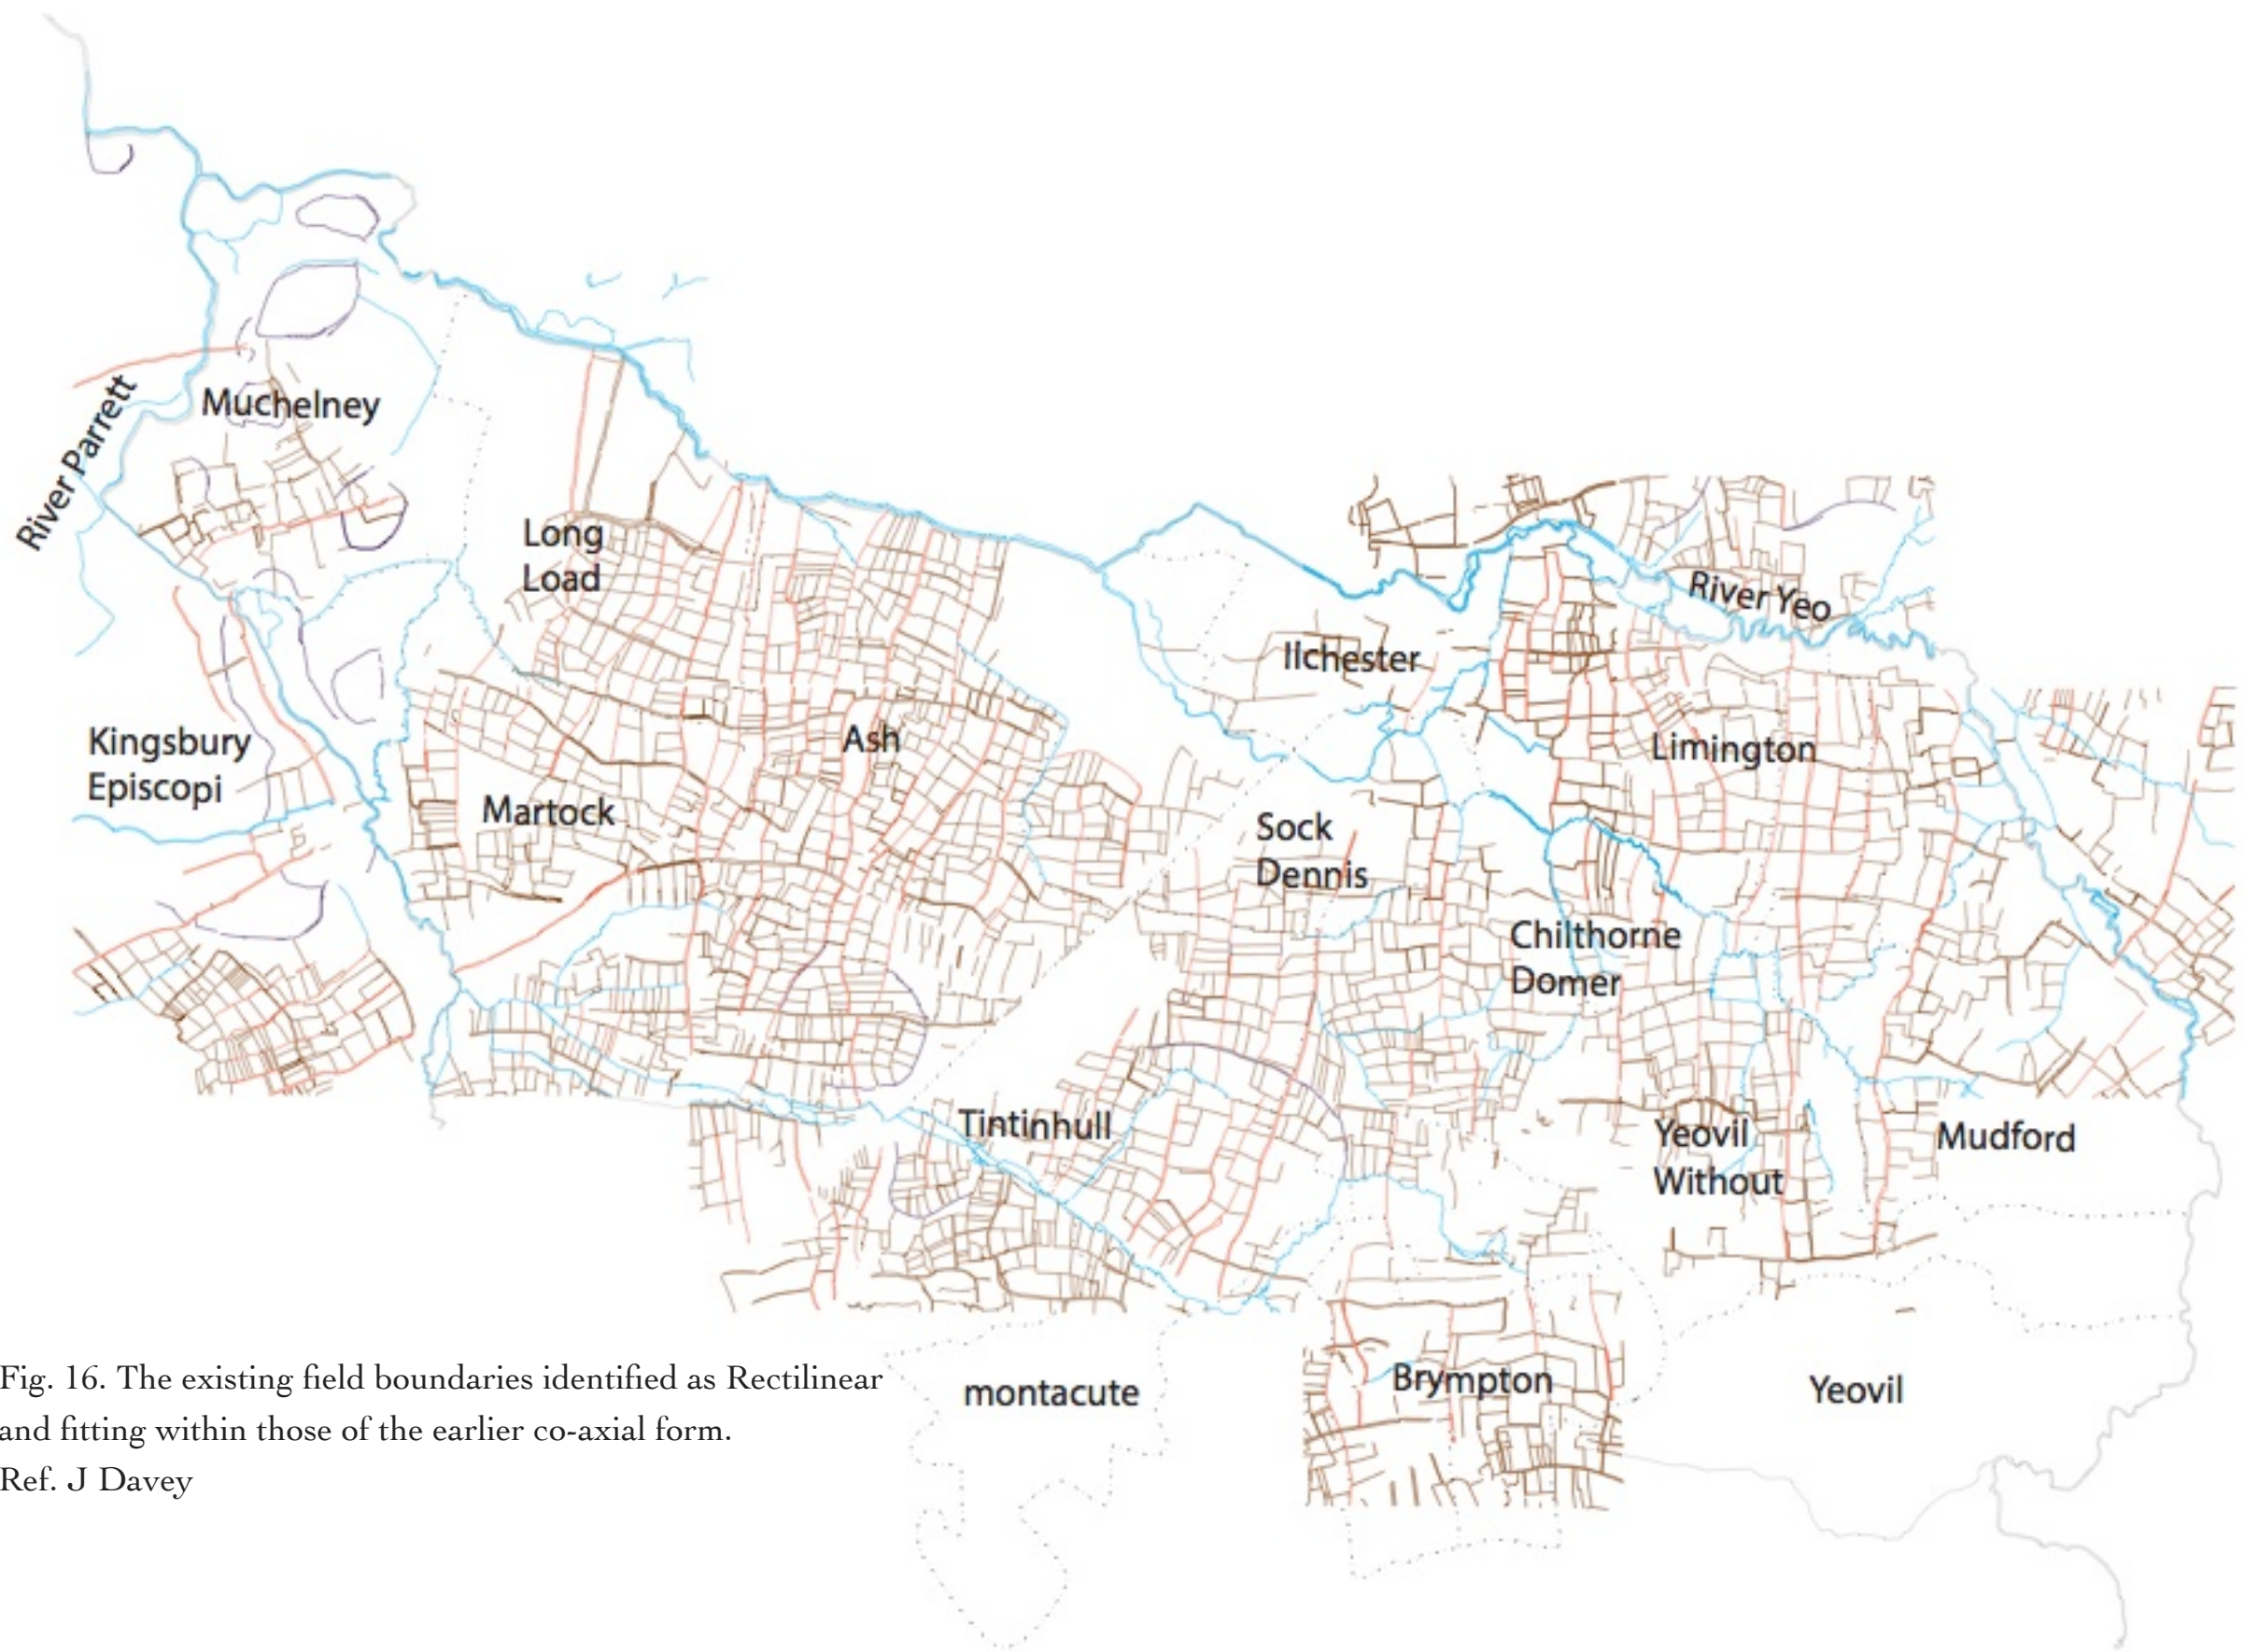 River Parrett
Muchelney
Long
Load
River Yeo
Ilchester
Kingsbury
Episcopi
Ash
Limington
Martock
Sock
Dennis
Chilthorne
Domer
Tintinhull
Yeovil
Without
Mudford
Fig. 16. The existing field boundaries identified as Rectilinear
and fitting within those of the earlier co-axial form.
Ref. J Davey
montacute
Brympton
Yeovil